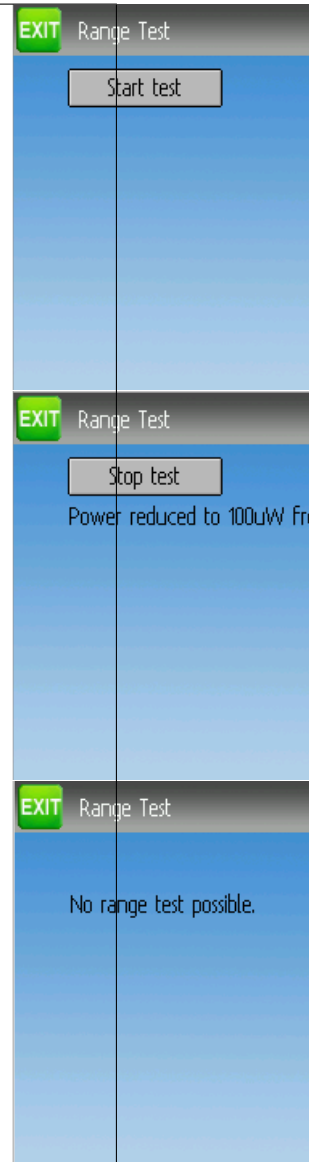 EXIT Range Test
Start test
EXIT Range Test
Stop test
Power reduced to 100uW
EXIT Range Test
No range test possible.